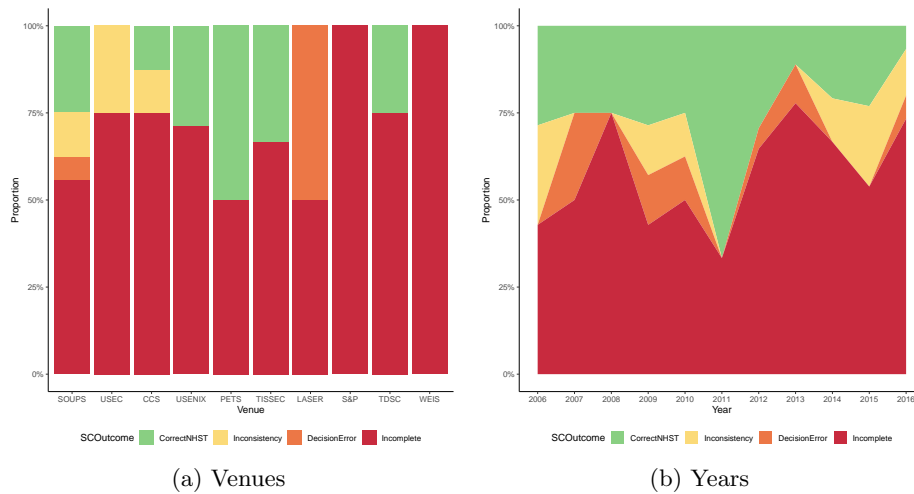 100%
75%
50%
25%
0%
Proportion
SOUPS USEC CCS USENIX PETS TISSEC LASER S&P TDSC WEIS
Venue
SCOutcome CorrectNHST Inconsistency DecisionError Incomplete
(a) Venues
100%
75%
50%
25%
0%
Proportion
2006 2007 2008 2009 2010 2011 2012 2013 2014 2015 2016
Year
SCOutcome CorrectNHST Inconsistency DecisionError Incomplete
(b) Years